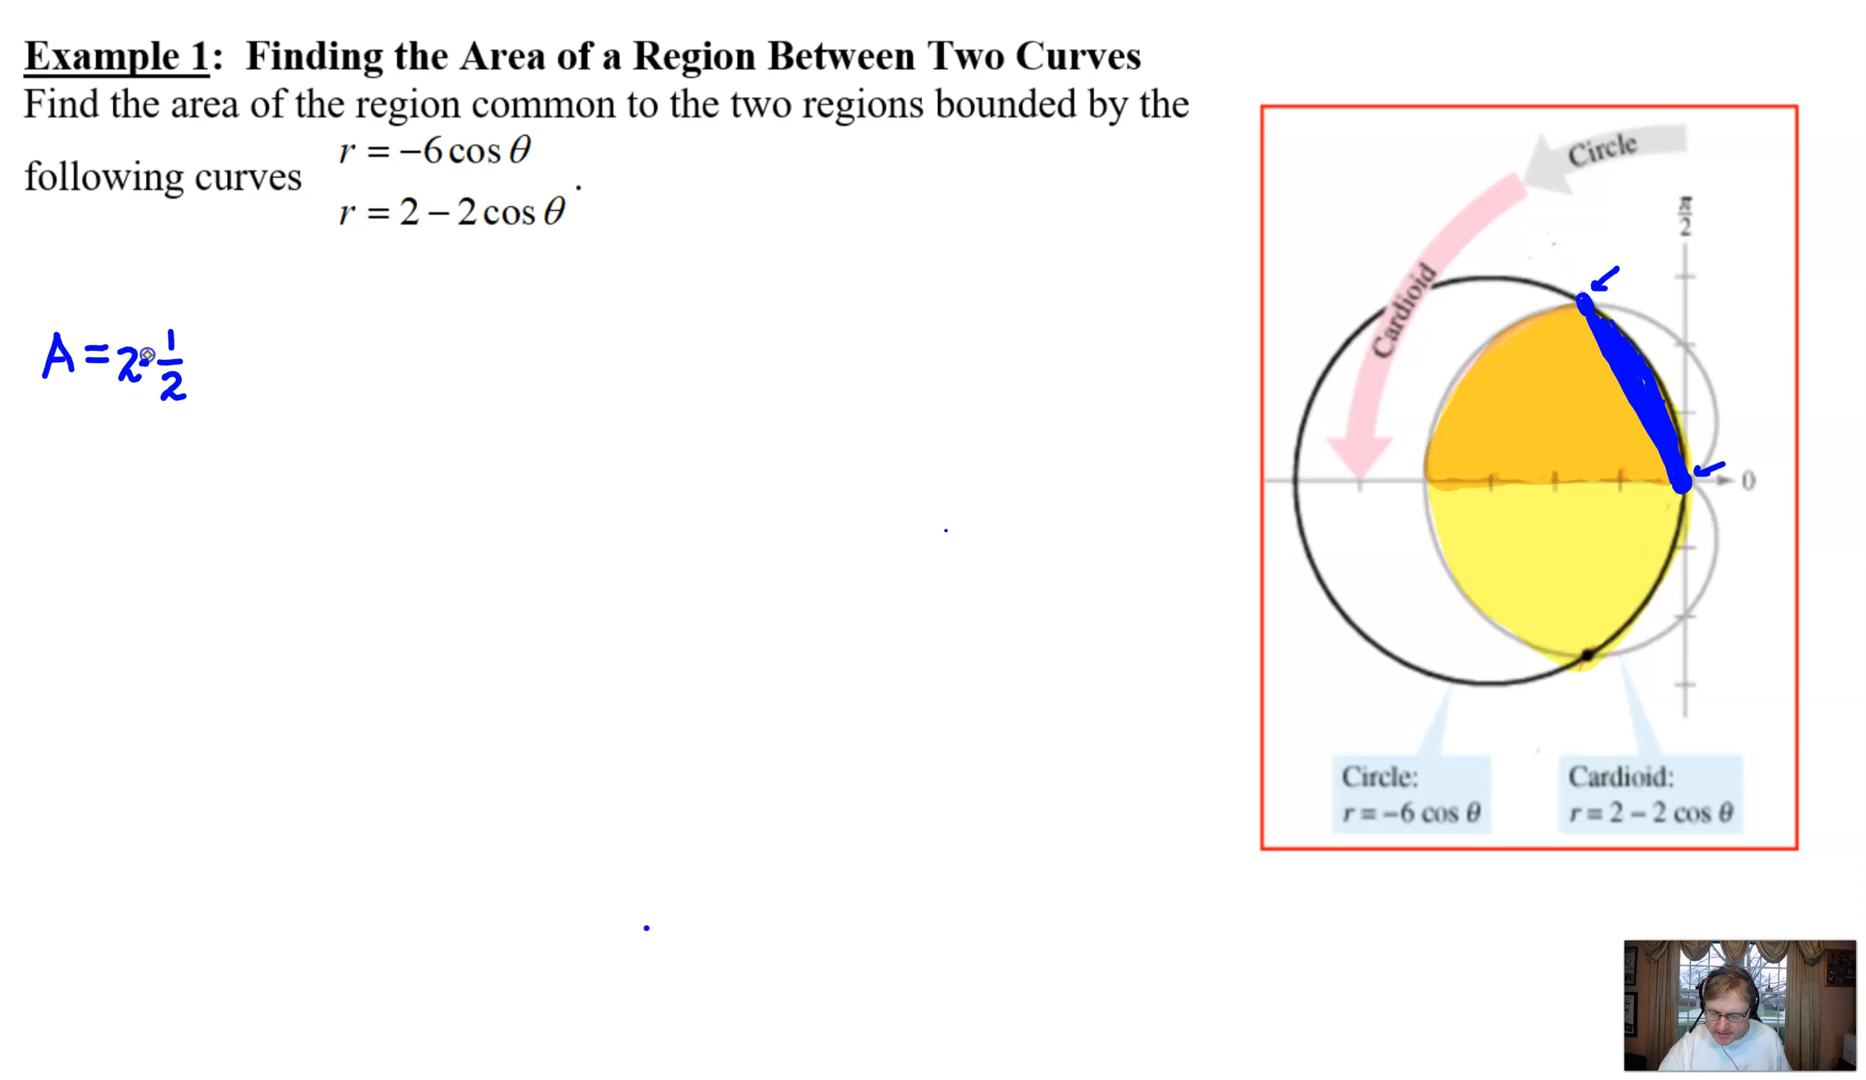 Example 1: Finding the Area of a Region Between Two Curves
Find the area of the region common to the two regions bounded by the
r = −6 cos θ
following curves
r = 2 − 2 cos θ .
A = 2 · 1/2
Circle
Cardioid
π/2
0
Circle:
r = −6 cos θ
Cardioid:
r = 2 − 2 cos θ